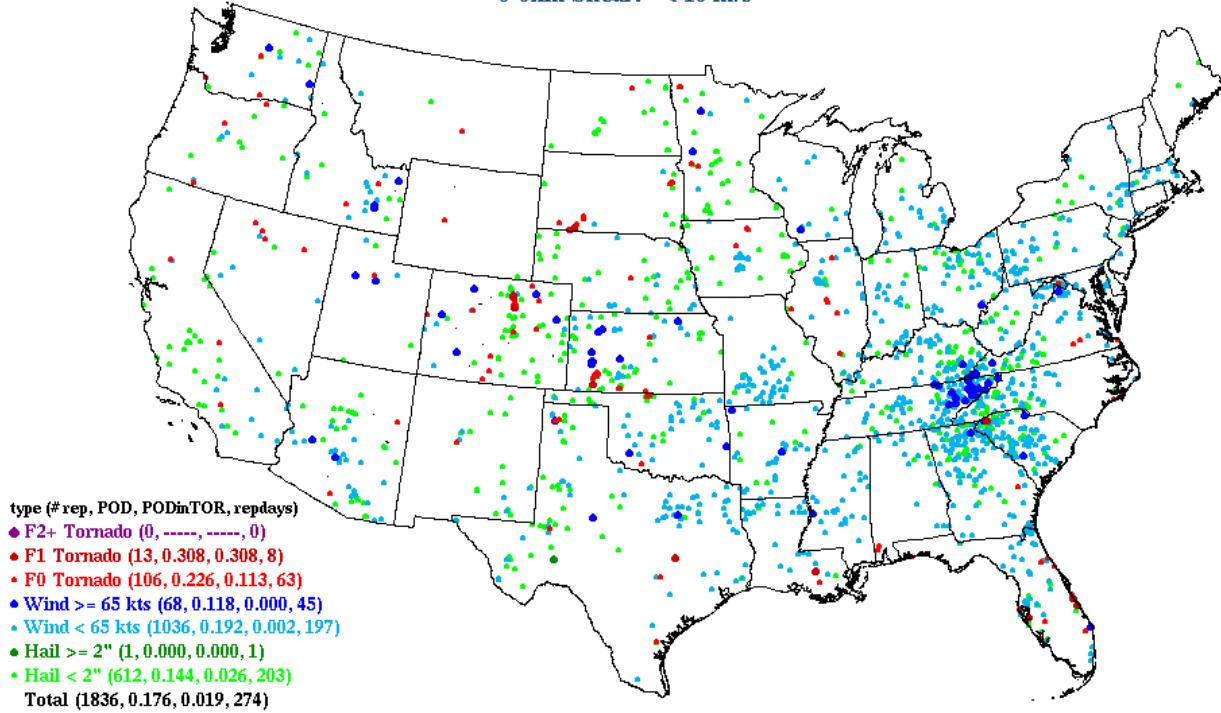 type (# rep, POD, PODinTOR, repdays)
F2+ Tornado (0, -----, -----, 0)
F1 Tornado (13, 0.308, 0.308, 8)
F0 Tornado (106, 0.226, 0.113, 63)
Wind >= 65 kts (68, 0.118, 0.000, 45)
Wind < 65 kts (1036, 0.192, 0.002, 197)
Hail >= 2" (1, 0.000, 0.000, 1)
Hail < 2" (612, 0.144, 0.026, 203)
Total (1836, 0.176, 0.019, 274)